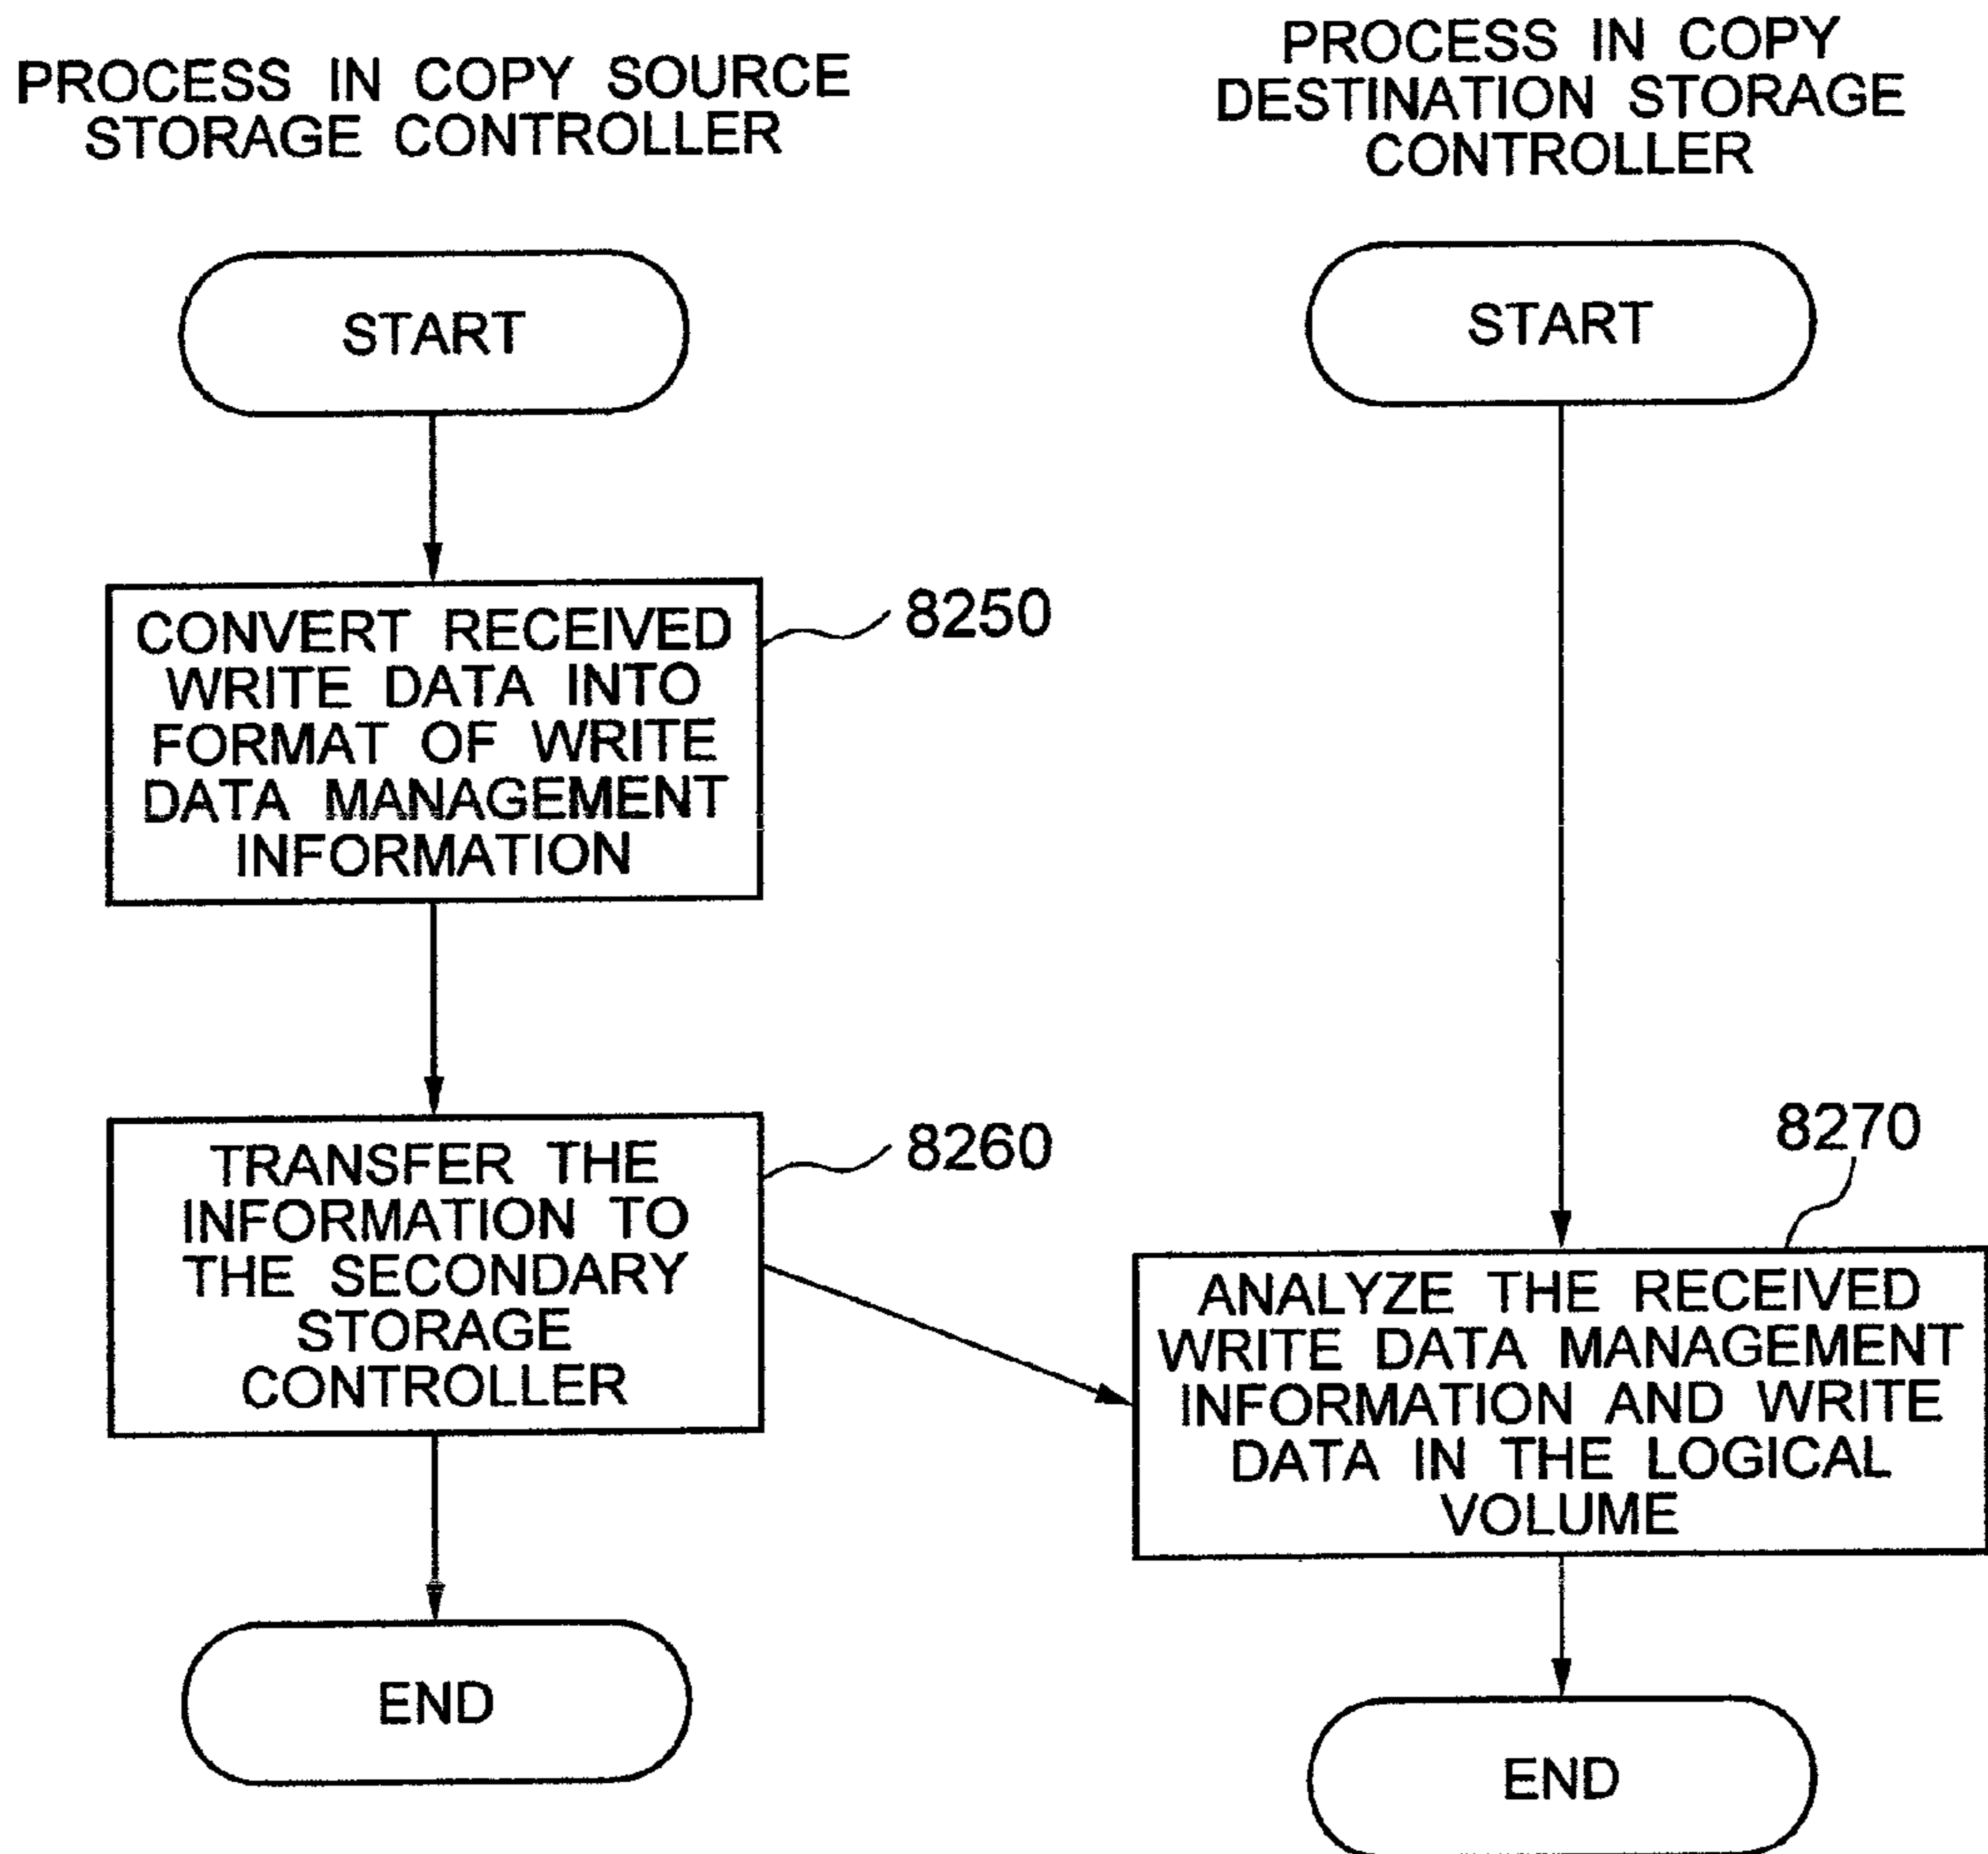 PROCESS IN COPY SOURCE
STORAGE CONTROLLER
START
CONVERT RECEIVED
WRITE DATA INTO
FORMAT OF WRITE
DATA MANAGEMENT
INFORMATION
8250
TRANSFER THE
INFORMATION TO
THE SECONDARY
STORAGE
CONTROLLER
8260
END
PROCESS IN COPY
DESTINATION STORAGE
CONTROLLER
START
8270
ANALYZE THE RECEIVED
WRITE DATA MANAGEMENT
INFORMATION AND WRITE
DATA IN THE LOGICAL
VOLUME
END